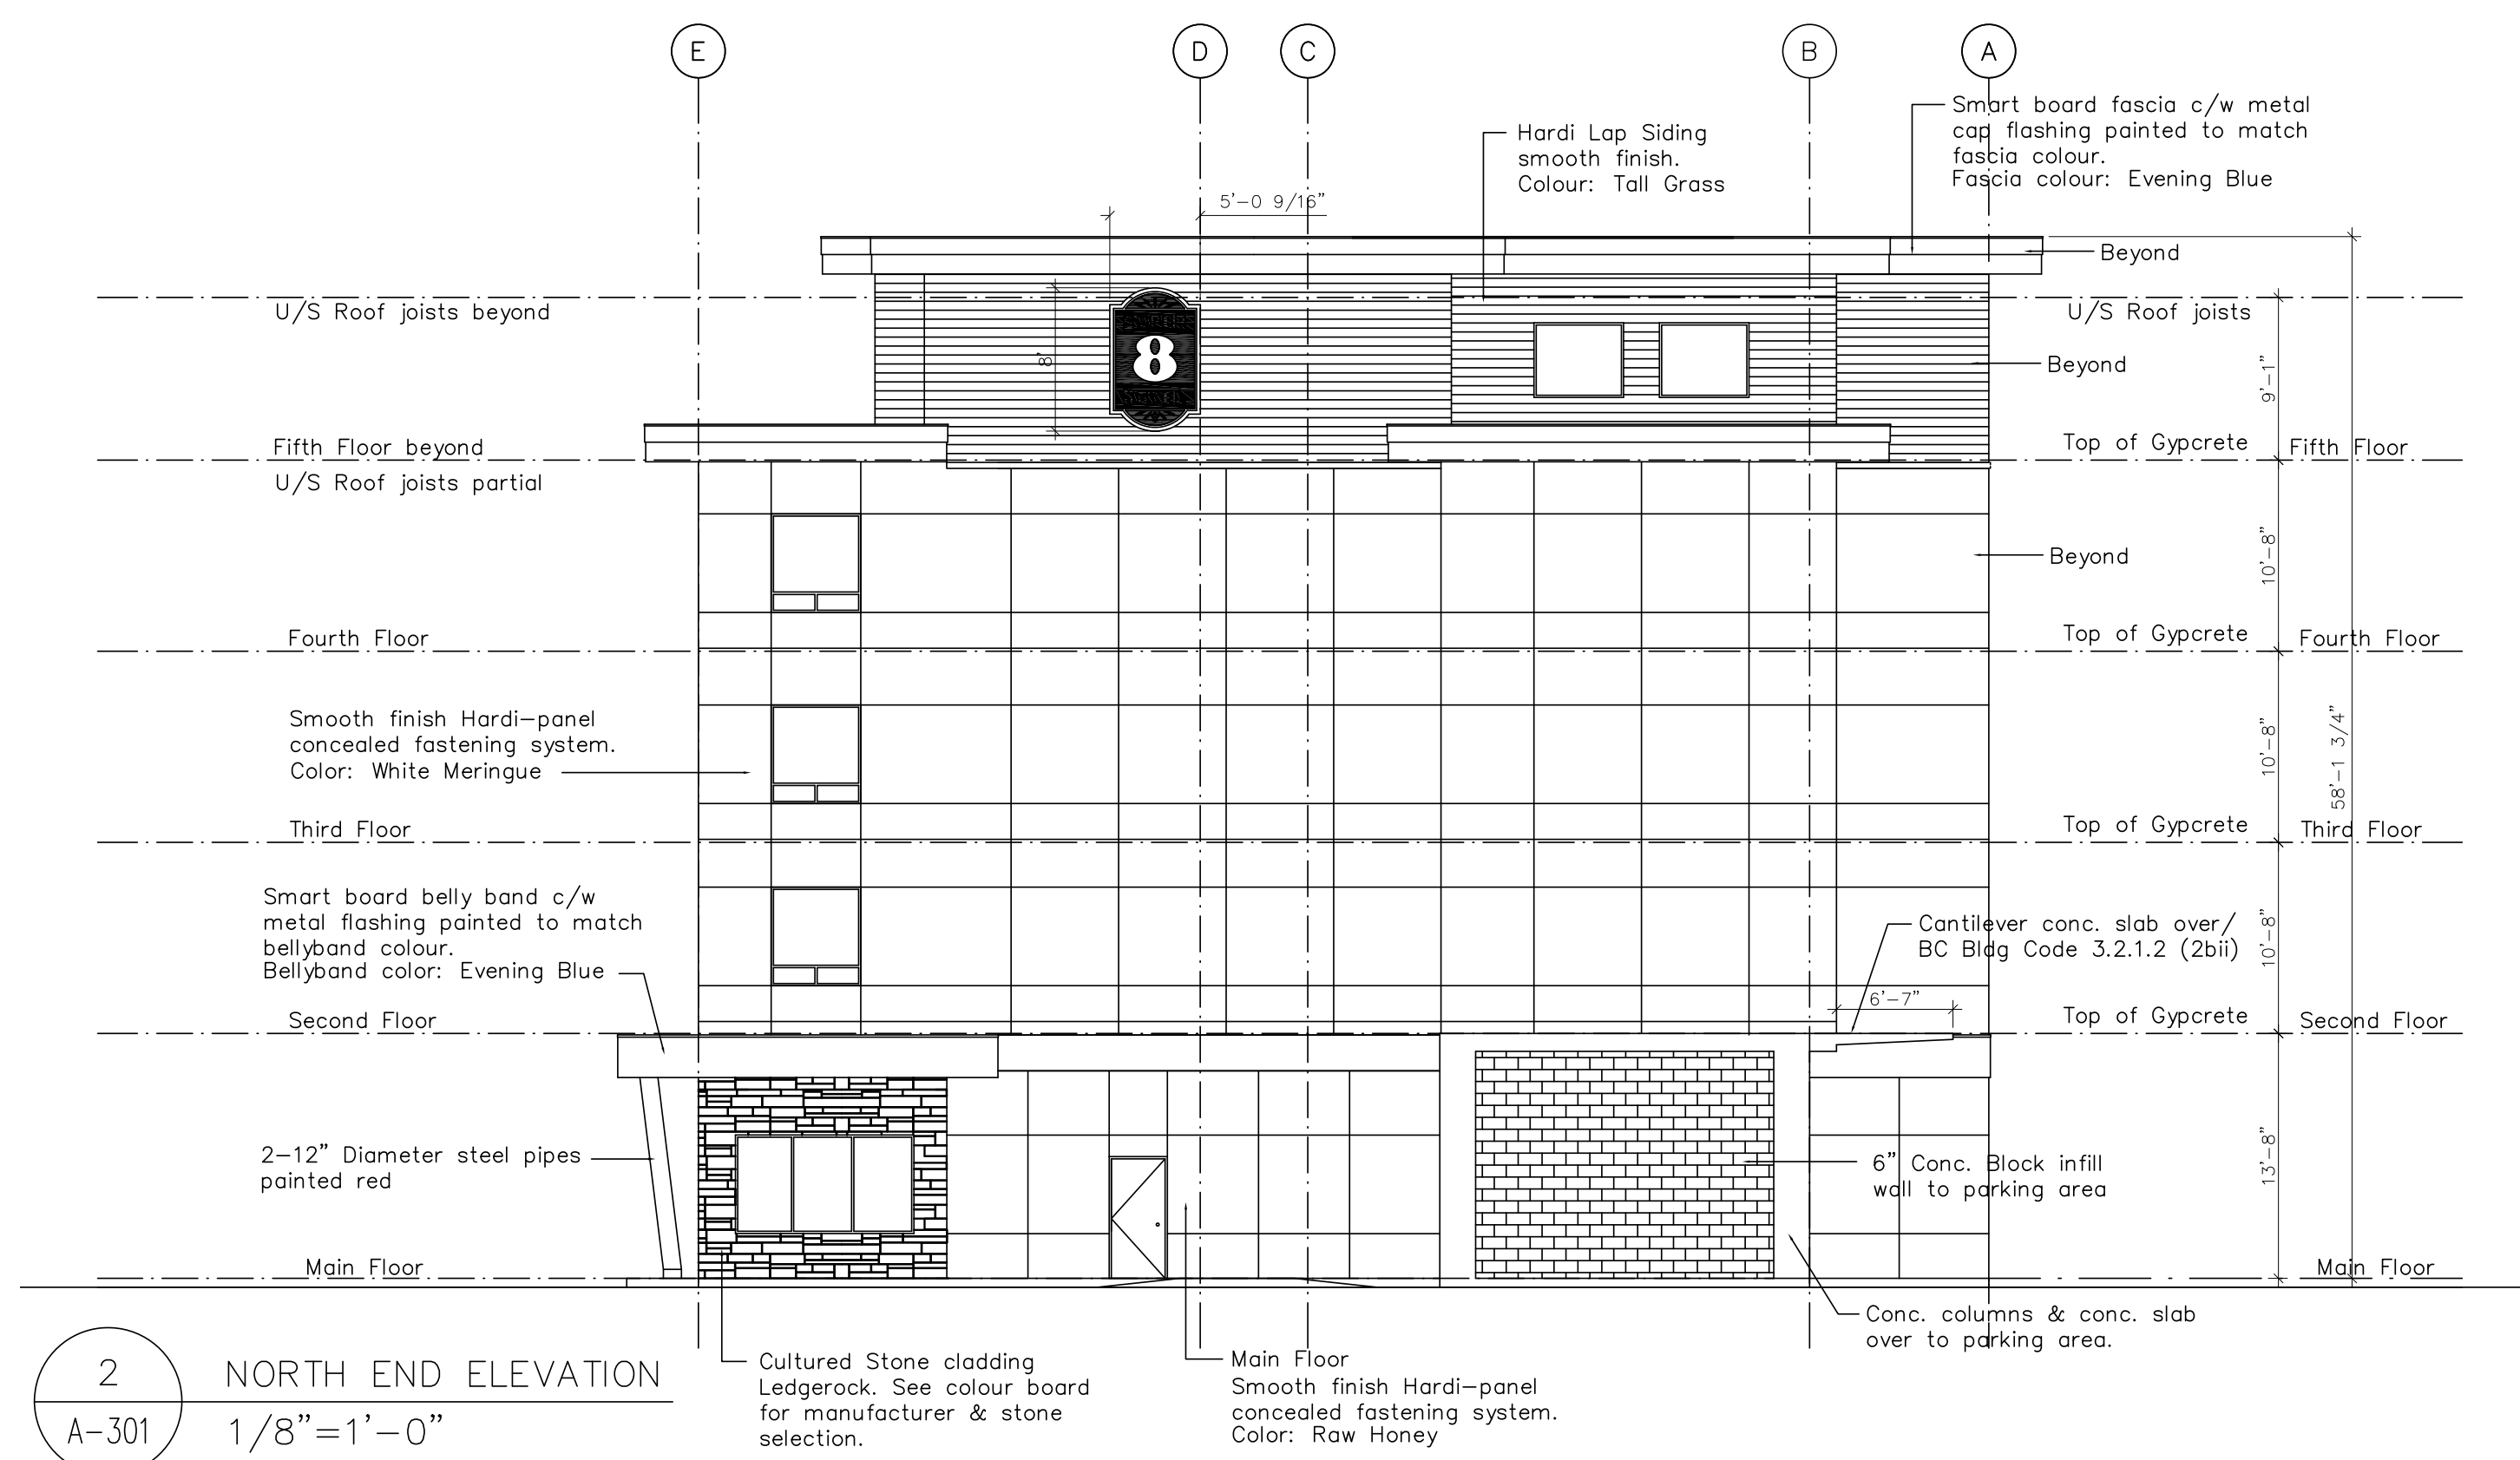 E
D
C
B
A
Smart board fascia c/w metal
cap flashing painted to match
fascia colour.
Fascia colour: Evening Blue
Hardi Lap Siding
smooth finish.
Colour: Tall Grass
5'-0 9/16"
Beyond
U/S Roof joists beyond
U/S Roof joists
8'
8
Beyond
9'-1"
Fifth Floor beyond
Top of Gypcrete
Fifth Floor
U/S Roof joists partial
Beyond
10'-8"
Fourth Floor
Top of Gypcrete
Fourth Floor
Smooth finish Hardi-panel
concealed fastening system.
Color: White Meringue
10'-8"
58'-1 3/4"
Third Floor
Top of Gypcrete
Third Floor
Smart board belly band c/w
metal flashing painted to match
bellyband colour.
Bellyband color: Evening Blue
Cantilever conc. slab over/
BC Bldg Code 3.2.1.2 (2bii)
10'-8"
6'-7"
Second Floor
Top of Gypcrete
Second Floor
2-12" Diameter steel pipes
painted red
6" Conc. Block infill
wall to parking area
13'-8"
Main Floor
Main Floor
Conc. columns & conc. slab
over to parking area.
Cultured Stone cladding
Ledgerock. See colour board
for manufacturer & stone
selection.
Main Floor
Smooth finish Hardi-panel
concealed fastening system.
Color: Raw Honey
2
A-301
NORTH END ELEVATION
1/8"=1'-0"